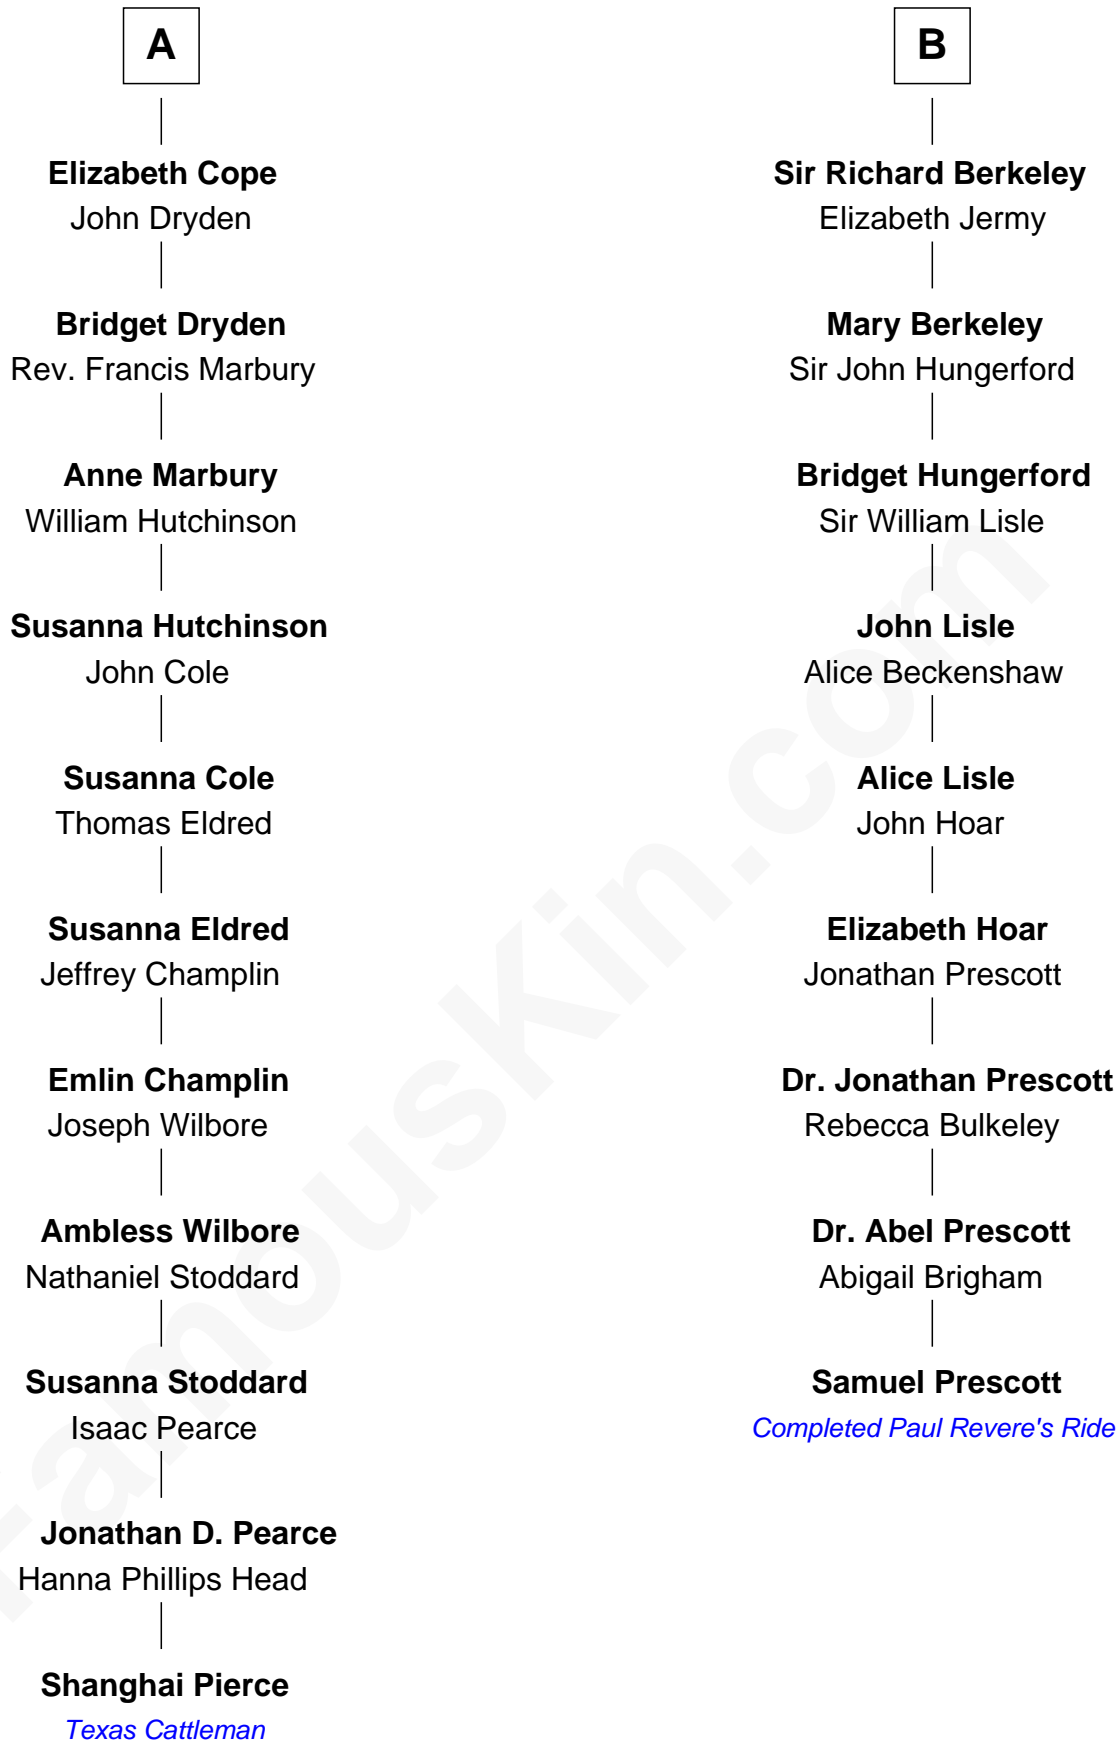 A
Elizabeth Cope
John Dryden
Bridget Dryden
Rev. Francis Marbury
Anne Marbury
William Hutchinson
Susanna Hutchinson
John Cole
Susanna Cole
Thomas Eldred
Susanna Eldred
Jeffrey Champlin
Emlin Champlin
Joseph Wilbore
Ambless Wilbore
Nathaniel Stoddard
Susanna Stoddard
Isaac Pearce
Jonathan D. Pearce
Hanna Phillips Head
Shanghai Pierce
Texas Cattleman
B
Sir Richard Berkeley
Elizabeth Jermy
Mary Berkeley
Sir John Hungerford
Bridget Hungerford
Sir William Lisle
John Lisle
Alice Beckenshaw
Alice Lisle
John Hoar
Elizabeth Hoar
Jonathan Prescott
Dr. Jonathan Prescott
Rebecca Bulkeley
Dr. Abel Prescott
Abigail Brigham
Samuel Prescott
Completed Paul Revere's Ride
FamousKin.com